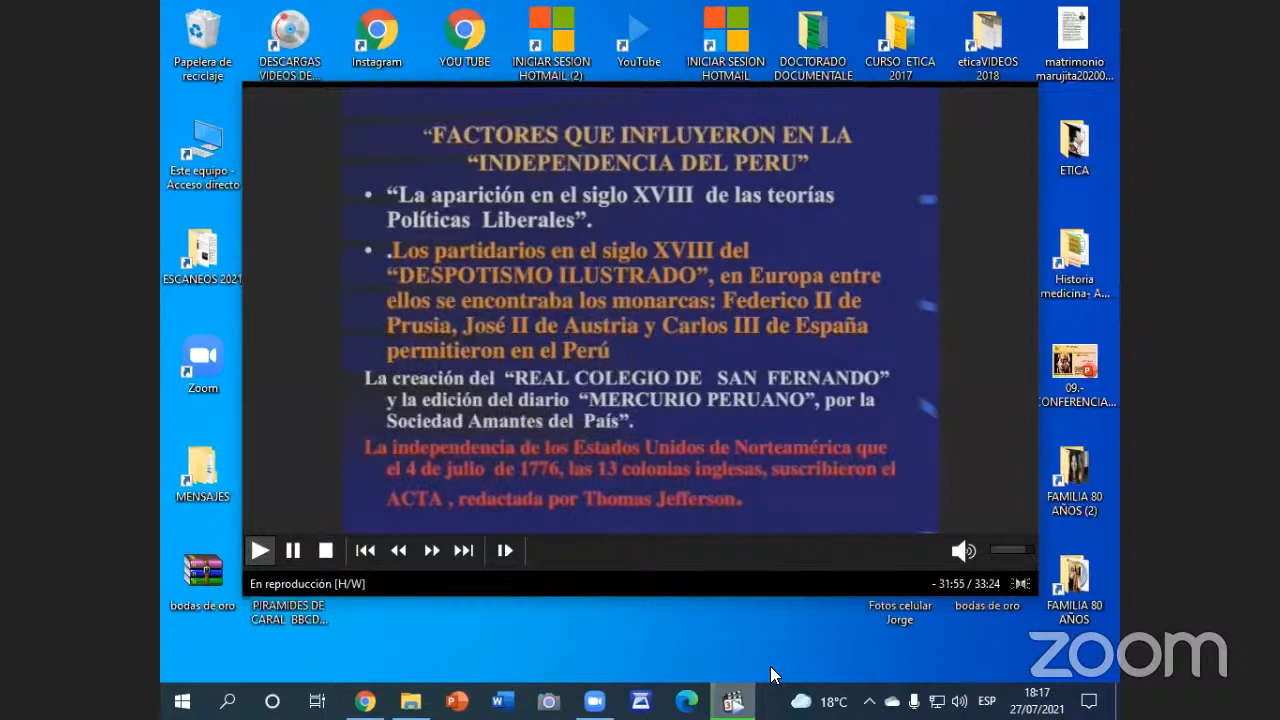 Papelera de
reciclaje
DESCARGAS
VIDEOS DE...
Instagram
YOU TUBE
INICIAR SESION
HOTMAIL (2)
YouTube
INICIAR SESION
HOTMAIL
DOCTORADO
DOCUMENTALE
CURSO ETICA
2017
eticaVIDEOS
2018
matrimonio
marujita20200...
Este equipo -
Acceso directo
ETICA
ESCANEOS 2021
Historia
medicina- A...
Zoom
09.-
CONFERENCIA...
MENSAJES
FAMILIA 80
AÑOS (2)
bodas de oro
PIRAMIDES DE
CARAL BBCD...
Fotos celular
Jorge
bodas de oro
FAMILIA 80
AÑOS
“FACTORES QUE INFLUYERON EN LA
“INDEPENDENCIA DEL PERU”
• “La aparición en el siglo XVIII de las teorías
Políticas Liberales”.
• .Los partidarios en el siglo XVIII del
“DESPOTISMO ILUSTRADO”, en Europa entre
ellos se encontraba los monarcas: Federico II de
Prusia, José II de Austria y Carlos III de España
permitieron en el Perú
La creación del “REAL COLEGIO DE SAN FERNANDO”
y la edición del diario “MERCURIO PERUANO”, por la
Sociedad Amantes del País”.
La independencia de los Estados Unidos de Norteamérica que
el 4 de julio de 1776, las 13 colonias inglesas, suscribieron el
ACTA , redactada por Thomas Jefferson.
En reproducción [H/W]
- 31:55 / 33:24
zoom
18°C
ESP
18:17
27/07/2021